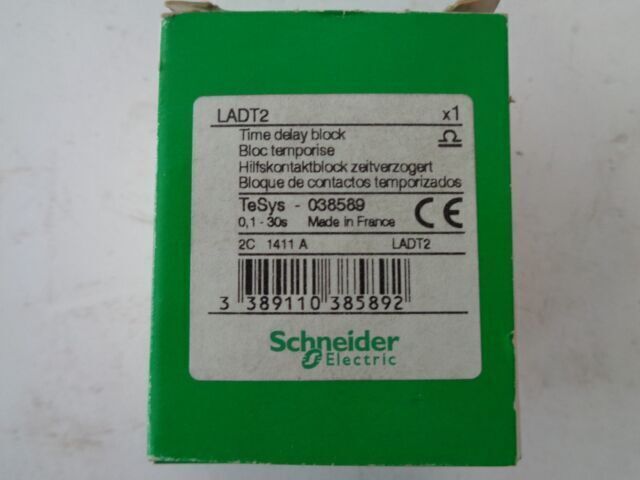 LADT2 x1
Time delay block
Bloc temporise
Hilfskontaktblock zeitverzogert
Bloque de contactos temporizados
TeSys - 038589
0,1 - 30s Made in France CE
2C 1411 A LADT2
3 389110 385892
Schneider
Electric